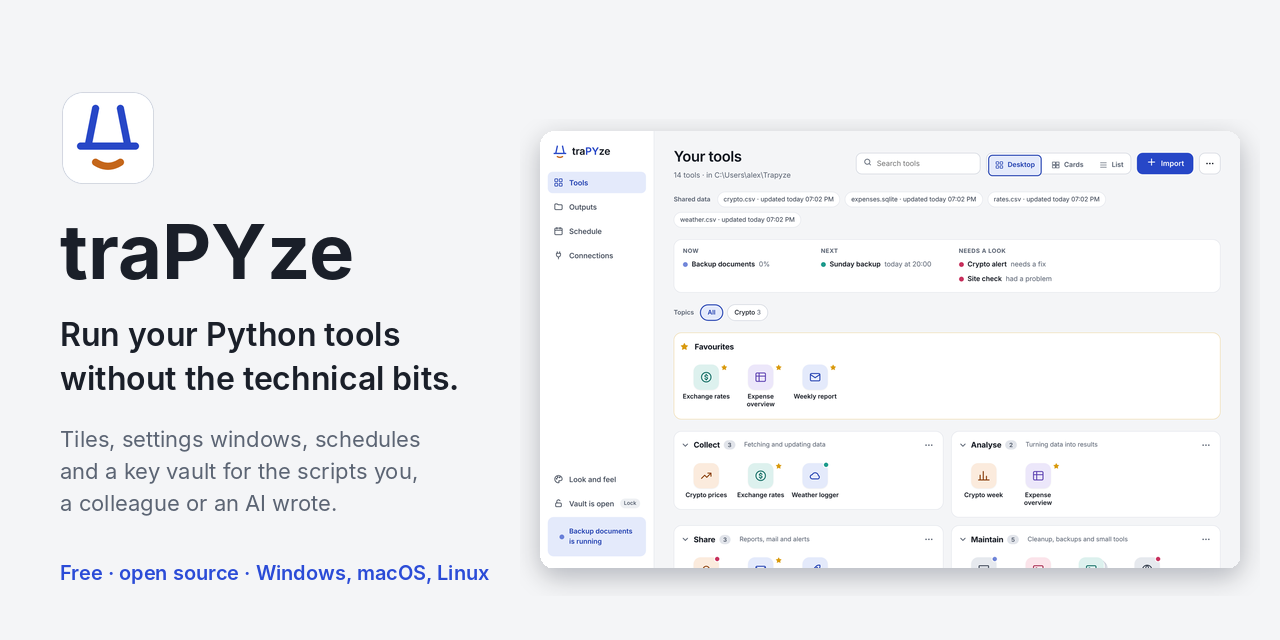 traPYze
Run your Python tools
without the technical bits.
Tiles, settings windows, schedules
and a key vault for the scripts you,
a colleague or an AI wrote.
Free · open source · Windows, macOS, Linux
traPYze
Tools
Outputs
Schedule
Connections
Look and feel
Vault is open Lock
Backup documents
is running
Your tools
14 tools · in C:\Users\alex\Trapyze
Search tools
Desktop Cards List
Import
Shared data crypto.csv · updated today 07:02 PM expenses.sqlite · updated today 07:02 PM rates.csv · updated today 07:02 PM
weather.csv · updated today 07:02 PM
NOW NEXT NEEDS A LOOK
Backup documents 0% Sunday backup today at 20:00 Crypto alert needs a fix
Site check had a problem
Topics All Crypto 3
Favourites
Exchange rates Expense overview Weekly report
Collect 3 Fetching and updating data
Crypto prices Exchange rates Weather logger
Analyse 2 Turning data into results
Crypto week Expense overview
Share 3 Reports, mail and alerts
Maintain 5 Cleanup, backups and small tools